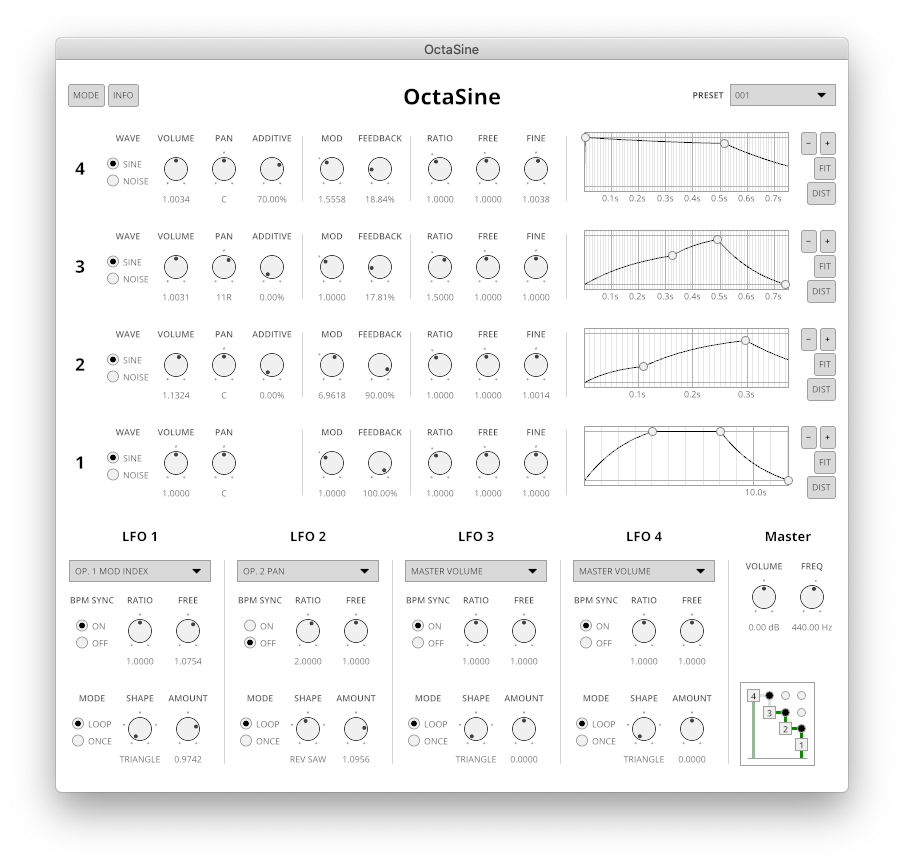 OctaSine
MODE INFO OctaSine PRESET 001
WAVE VOLUME PAN ADDITIVE MOD FEEDBACK RATIO FREE FINE - +
4 SINE FIT
NOISE DIST
1.0034 C 70.00% 1.5558 18.84% 1.0000 1.0000 1.0038 0.1s 0.2s 0.3s 0.4s 0.5s 0.6s 0.7s
WAVE VOLUME PAN ADDITIVE MOD FEEDBACK RATIO FREE FINE - +
3 SINE FIT
NOISE DIST
1.0031 11R 0.00% 1.0000 17.81% 1.5000 1.0000 1.0000 0.1s 0.2s 0.3s 0.4s 0.5s 0.6s 0.7s
WAVE VOLUME PAN ADDITIVE MOD FEEDBACK RATIO FREE FINE - +
2 SINE FIT
NOISE DIST
1.1324 C 0.00% 6.9618 90.00% 1.0000 1.0000 1.0014 0.1s 0.2s 0.3s
WAVE VOLUME PAN MOD FEEDBACK RATIO FREE FINE - +
1 SINE FIT
NOISE DIST
1.0000 C 1.0000 100.00% 1.0000 1.0000 1.0000 10.0s
LFO 1 LFO 2 LFO 3 LFO 4 Master
OP. 1 MOD INDEX OP. 2 PAN MASTER VOLUME MASTER VOLUME VOLUME FREQ
BPM SYNC RATIO FREE BPM SYNC RATIO FREE BPM SYNC RATIO FREE BPM SYNC RATIO FREE
ON ON ON ON 0.00 dB 440.00 Hz
OFF OFF OFF OFF
1.0000 1.0754 2.0000 1.0000 1.0000 1.0000 1.0000 1.0000
MODE SHAPE AMOUNT MODE SHAPE AMOUNT MODE SHAPE AMOUNT MODE SHAPE AMOUNT 4
LOOP LOOP LOOP LOOP 3
ONCE ONCE ONCE ONCE 2
1
TRIANGLE 0.9742 REV SAW 1.0956 TRIANGLE 0.0000 TRIANGLE 0.0000